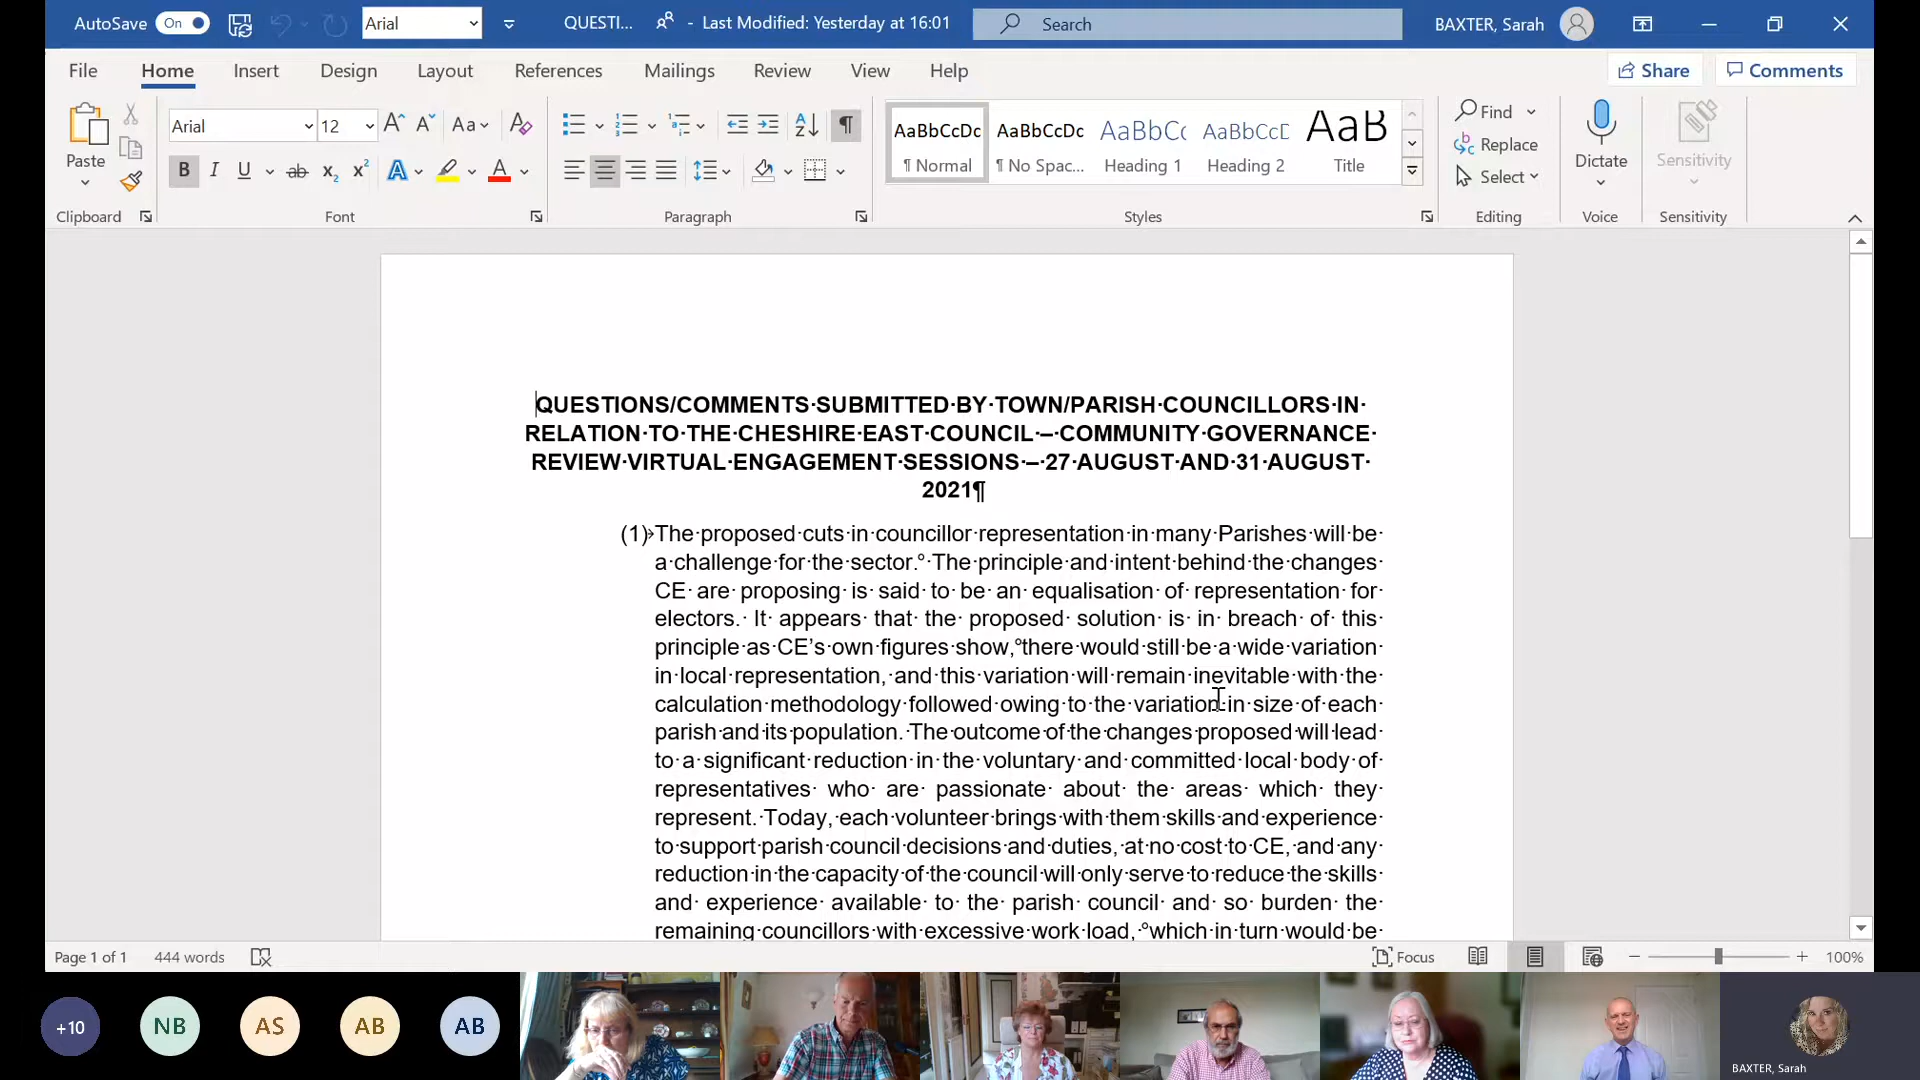 AutoSave On Arial QUESTI... - Last Modified: Yesterday at 16:01 Search BAXTER, Sarah
File Home Insert Design Layout References Mailings Review View Help Share Comments
Paste
Arial 12
AaBbCcDc AaBbCcDc AaBbCc AaBbCcE AaB
¶ Normal ¶ No Spac... Heading 1 Heading 2 Title
Find
Replace
Select
Dictate
Sensitivity
Clipboard Font Paragraph Styles Editing Voice Sensitivity
QUESTIONS/COMMENTS·SUBMITTED·BY·TOWN/PARISH·COUNCILLORS·IN·
RELATION·TO·THE·CHESHIRE·EAST·COUNCIL·–·COMMUNITY·GOVERNANCE·
REVIEW·VIRTUAL·ENGAGEMENT·SESSIONS·–·27·AUGUST·AND·31·AUGUST·
2021¶
(1) The·proposed·cuts·in·councillor·representation·in·many·Parishes·will·be·
a·challenge·for·the·sector.°·The·principle·and·intent·behind·the·changes·
CE·are·proposing·is·said·to·be·an·equalisation·of·representation·for·
electors.·It·appears·that·the·proposed·solution·is·in·breach·of·this·
principle·as·CE's·own·figures·show,°there·would·still·be·a·wide·variation·
in·local·representation,·and·this·variation·will·remain·inevitable·with·the·
calculation·methodology·followed·owing·to·the·variation·in·size·of·each·
parish·and·its·population.·The·outcome·of·the·changes·proposed·will·lead·
to·a·significant·reduction·in·the·voluntary·and·committed·local·body·of·
representatives·who·are·passionate·about·the·areas·which·they·
represent.·Today,·each·volunteer·brings·with·them·skills·and·experience·
to·support·parish·council·decisions·and·duties,·at·no·cost·to·CE,·and·any·
reduction·in·the·capacity·of·the·council·will·only·serve·to·reduce·the·skills·
and·experience·available·to·the·parish·council·and·so·burden·the·
remaining·councillors·with·excessive·work·load,·°which·in·turn·would·be·
Page 1 of 1 444 words Focus 100%
+10 NB AS AB AB
BAXTER, Sarah